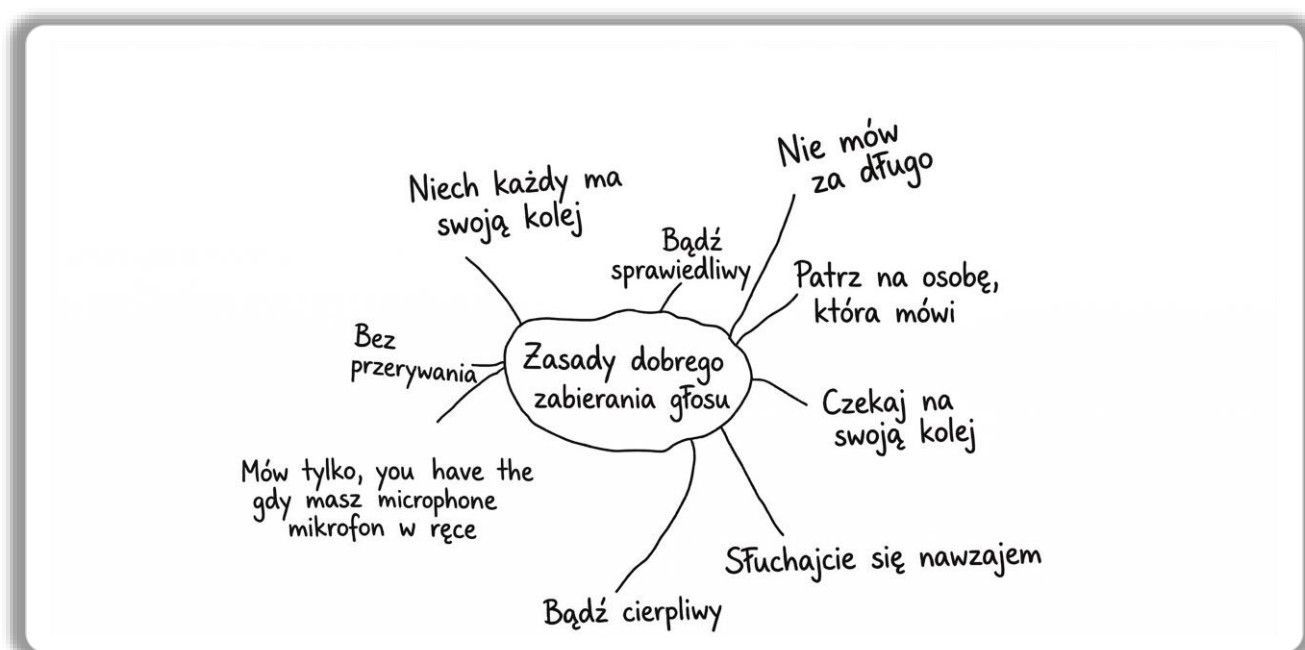 Niech każdy ma
swoją kolej
Nie mów
za długo
Bądź
sprawiedliwy
Patrz na osobę,
która mówi
Bez
przerywania
Zasady dobrego
zabierania głosu
Czekaj na
swoją kolej
Mów tylko, you have the
gdy masz microphone
mikrofon w ręce
Słuchajcie się nawzajem
Bądź cierpliwy